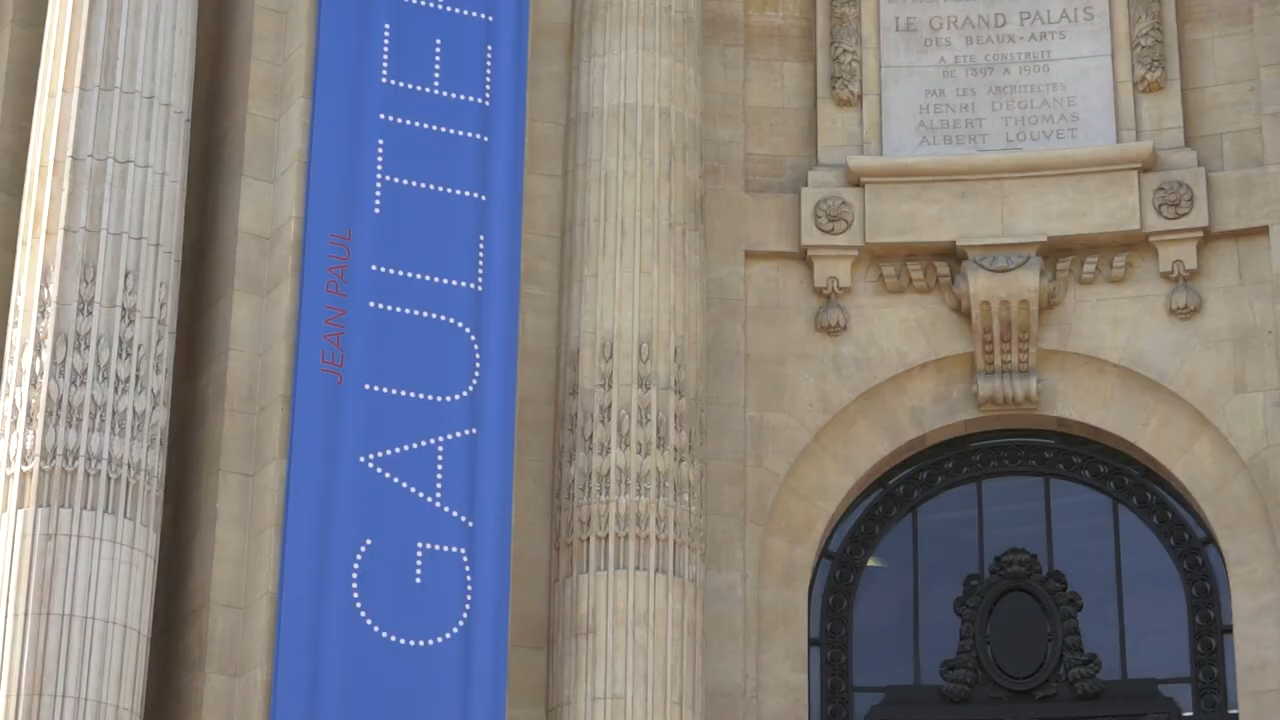 JEAN PAUL
GAULTIER
LE GRAND PALAIS
DES BEAUX-ARTS
A ETE CONSTRUIT
DE 1897 A 1900
PAR LES ARCHITECTES
HENRI DEGLANE
ALBERT THOMAS
ALBERT LOUVET